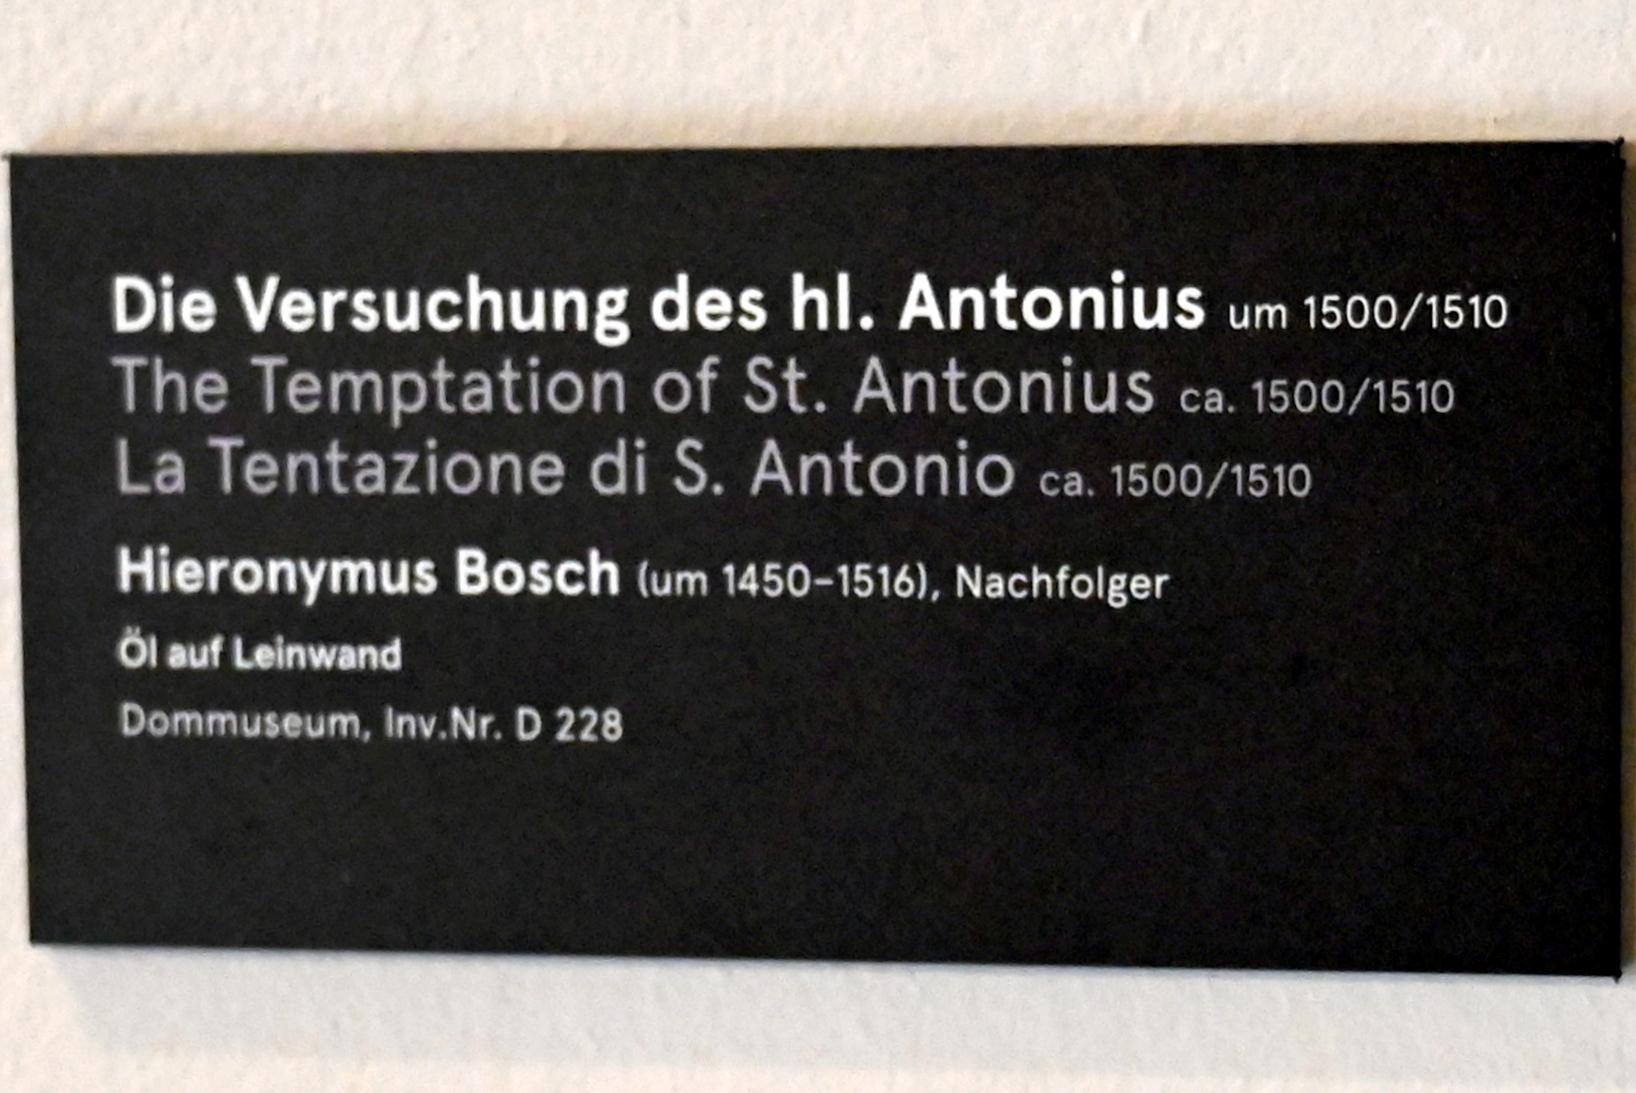 Die Versuchung des hl. Antonius um 1500/1510
The Temptation of St. Antonius ca. 1500/1510
La Tentazione di S. Antonio ca. 1500/1510
Hieronymus Bosch (um 1450-1516), Nachfolger
Öl auf Leinwand
Dommuseum, Inv.Nr. D 228